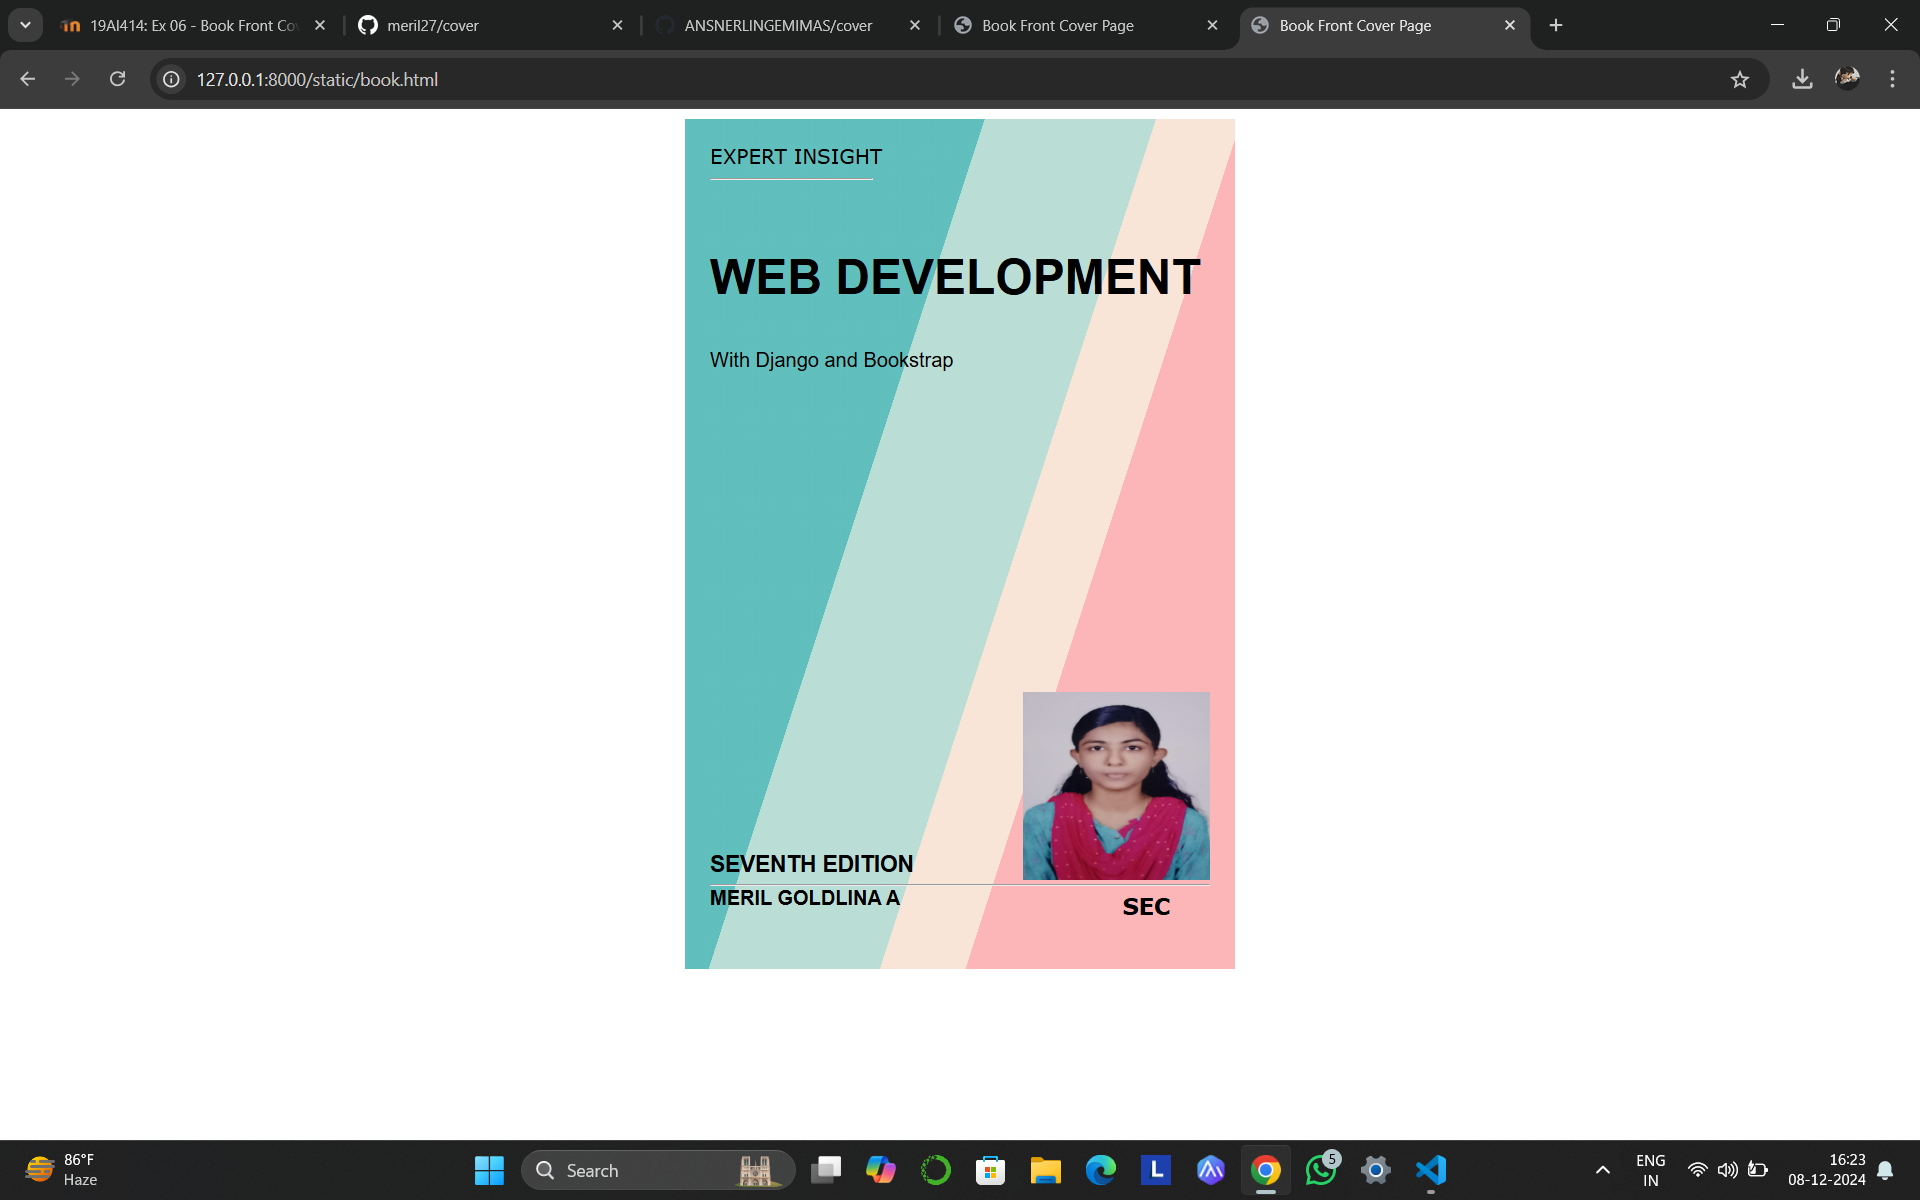 19AI414: Ex 06 - Book Front Co
meril27/cover
ANSNERLINGEMIMAS/cover
Book Front Cover Page
Book Front Cover Page
127.0.0.1:8000/static/book.html
EXPERT INSIGHT
WEB DEVELOPMENT
With Django and Bookstrap
SEVENTH EDITION
MERIL GOLDLINA A
SEC
86°F
Haze
Search
L
5
ENG
IN
16:23
08-12-2024